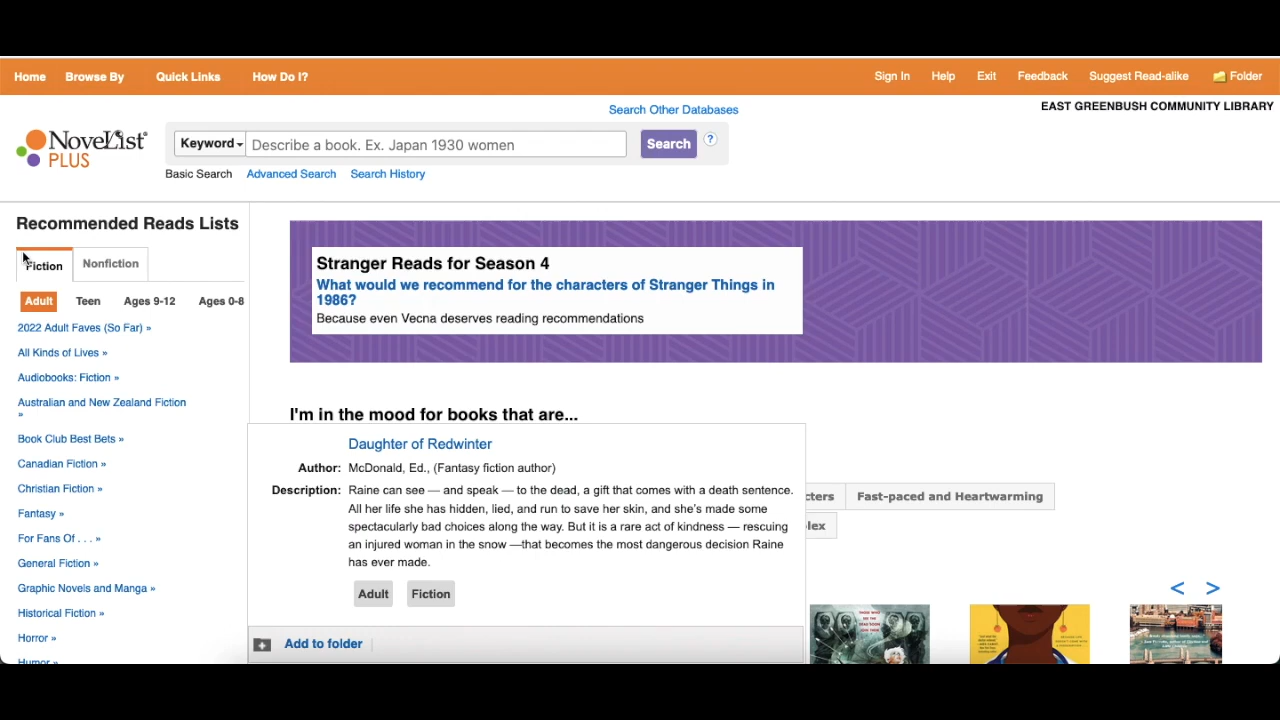 Home Browse By Quick Links How Do I? Sign In Help Exit Feedback Suggest Read-alike Folder
Search Other Databases
EAST GREENBUSH COMMUNITY LIBRARY
NoveList
PLUS
Keyword Describe a book. Ex. Japan 1930 women Search ?
Basic Search Advanced Search Search History
Recommended Reads Lists
Fiction Nonfiction
Adult Teen Ages 9-12 Ages 0-8
2022 Adult Faves (So Far) »
All Kinds of Lives »
Audiobooks: Fiction »
Australian and New Zealand Fiction
»
Book Club Best Bets »
Canadian Fiction »
Christian Fiction »
Fantasy »
For Fans Of . . . »
General Fiction »
Graphic Novels and Manga »
Historical Fiction »
Horror »
Humor »
Stranger Reads for Season 4
What would we recommend for the characters of Stranger Things in
1986?
Because even Vecna deserves reading recommendations
I'm in the mood for books that are...
Daughter of Redwinter
Author: McDonald, Ed., (Fantasy fiction author)
Description: Raine can see — and speak — to the dead, a gift that comes with a death sentence.
All her life she has hidden, lied, and run to save her skin, and she's made some
spectacularly bad choices along the way. But it is a rare act of kindness — rescuing
an injured woman in the snow —that becomes the most dangerous decision Raine
has ever made.
Adult Fiction
Add to folder
cters Fast-paced and Heartwarming
lex
< >